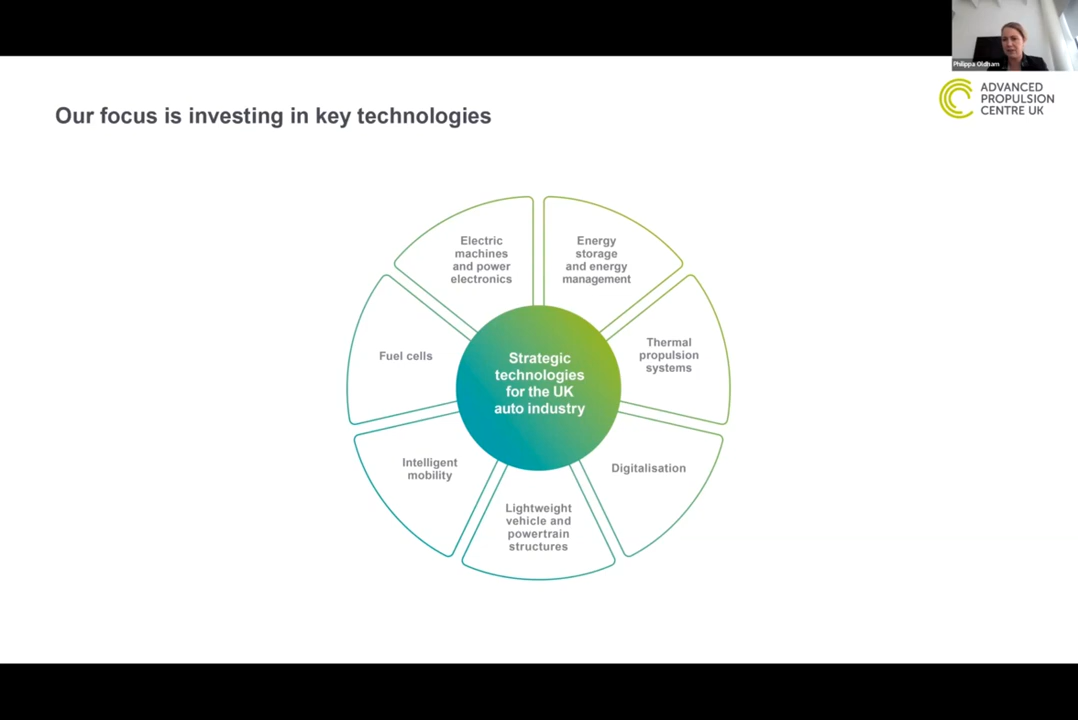 Philippa Oldham
ADVANCED
PROPULSION
CENTRE UK
Our focus is investing in key technologies
Electric
machines
and power
electronics
Energy
storage
and energy
management
Fuel cells
Thermal
propulsion
systems
Strategic
technologies
for the UK
auto industry
Intelligent
mobility
Digitalisation
Lightweight
vehicle and
powertrain
structures